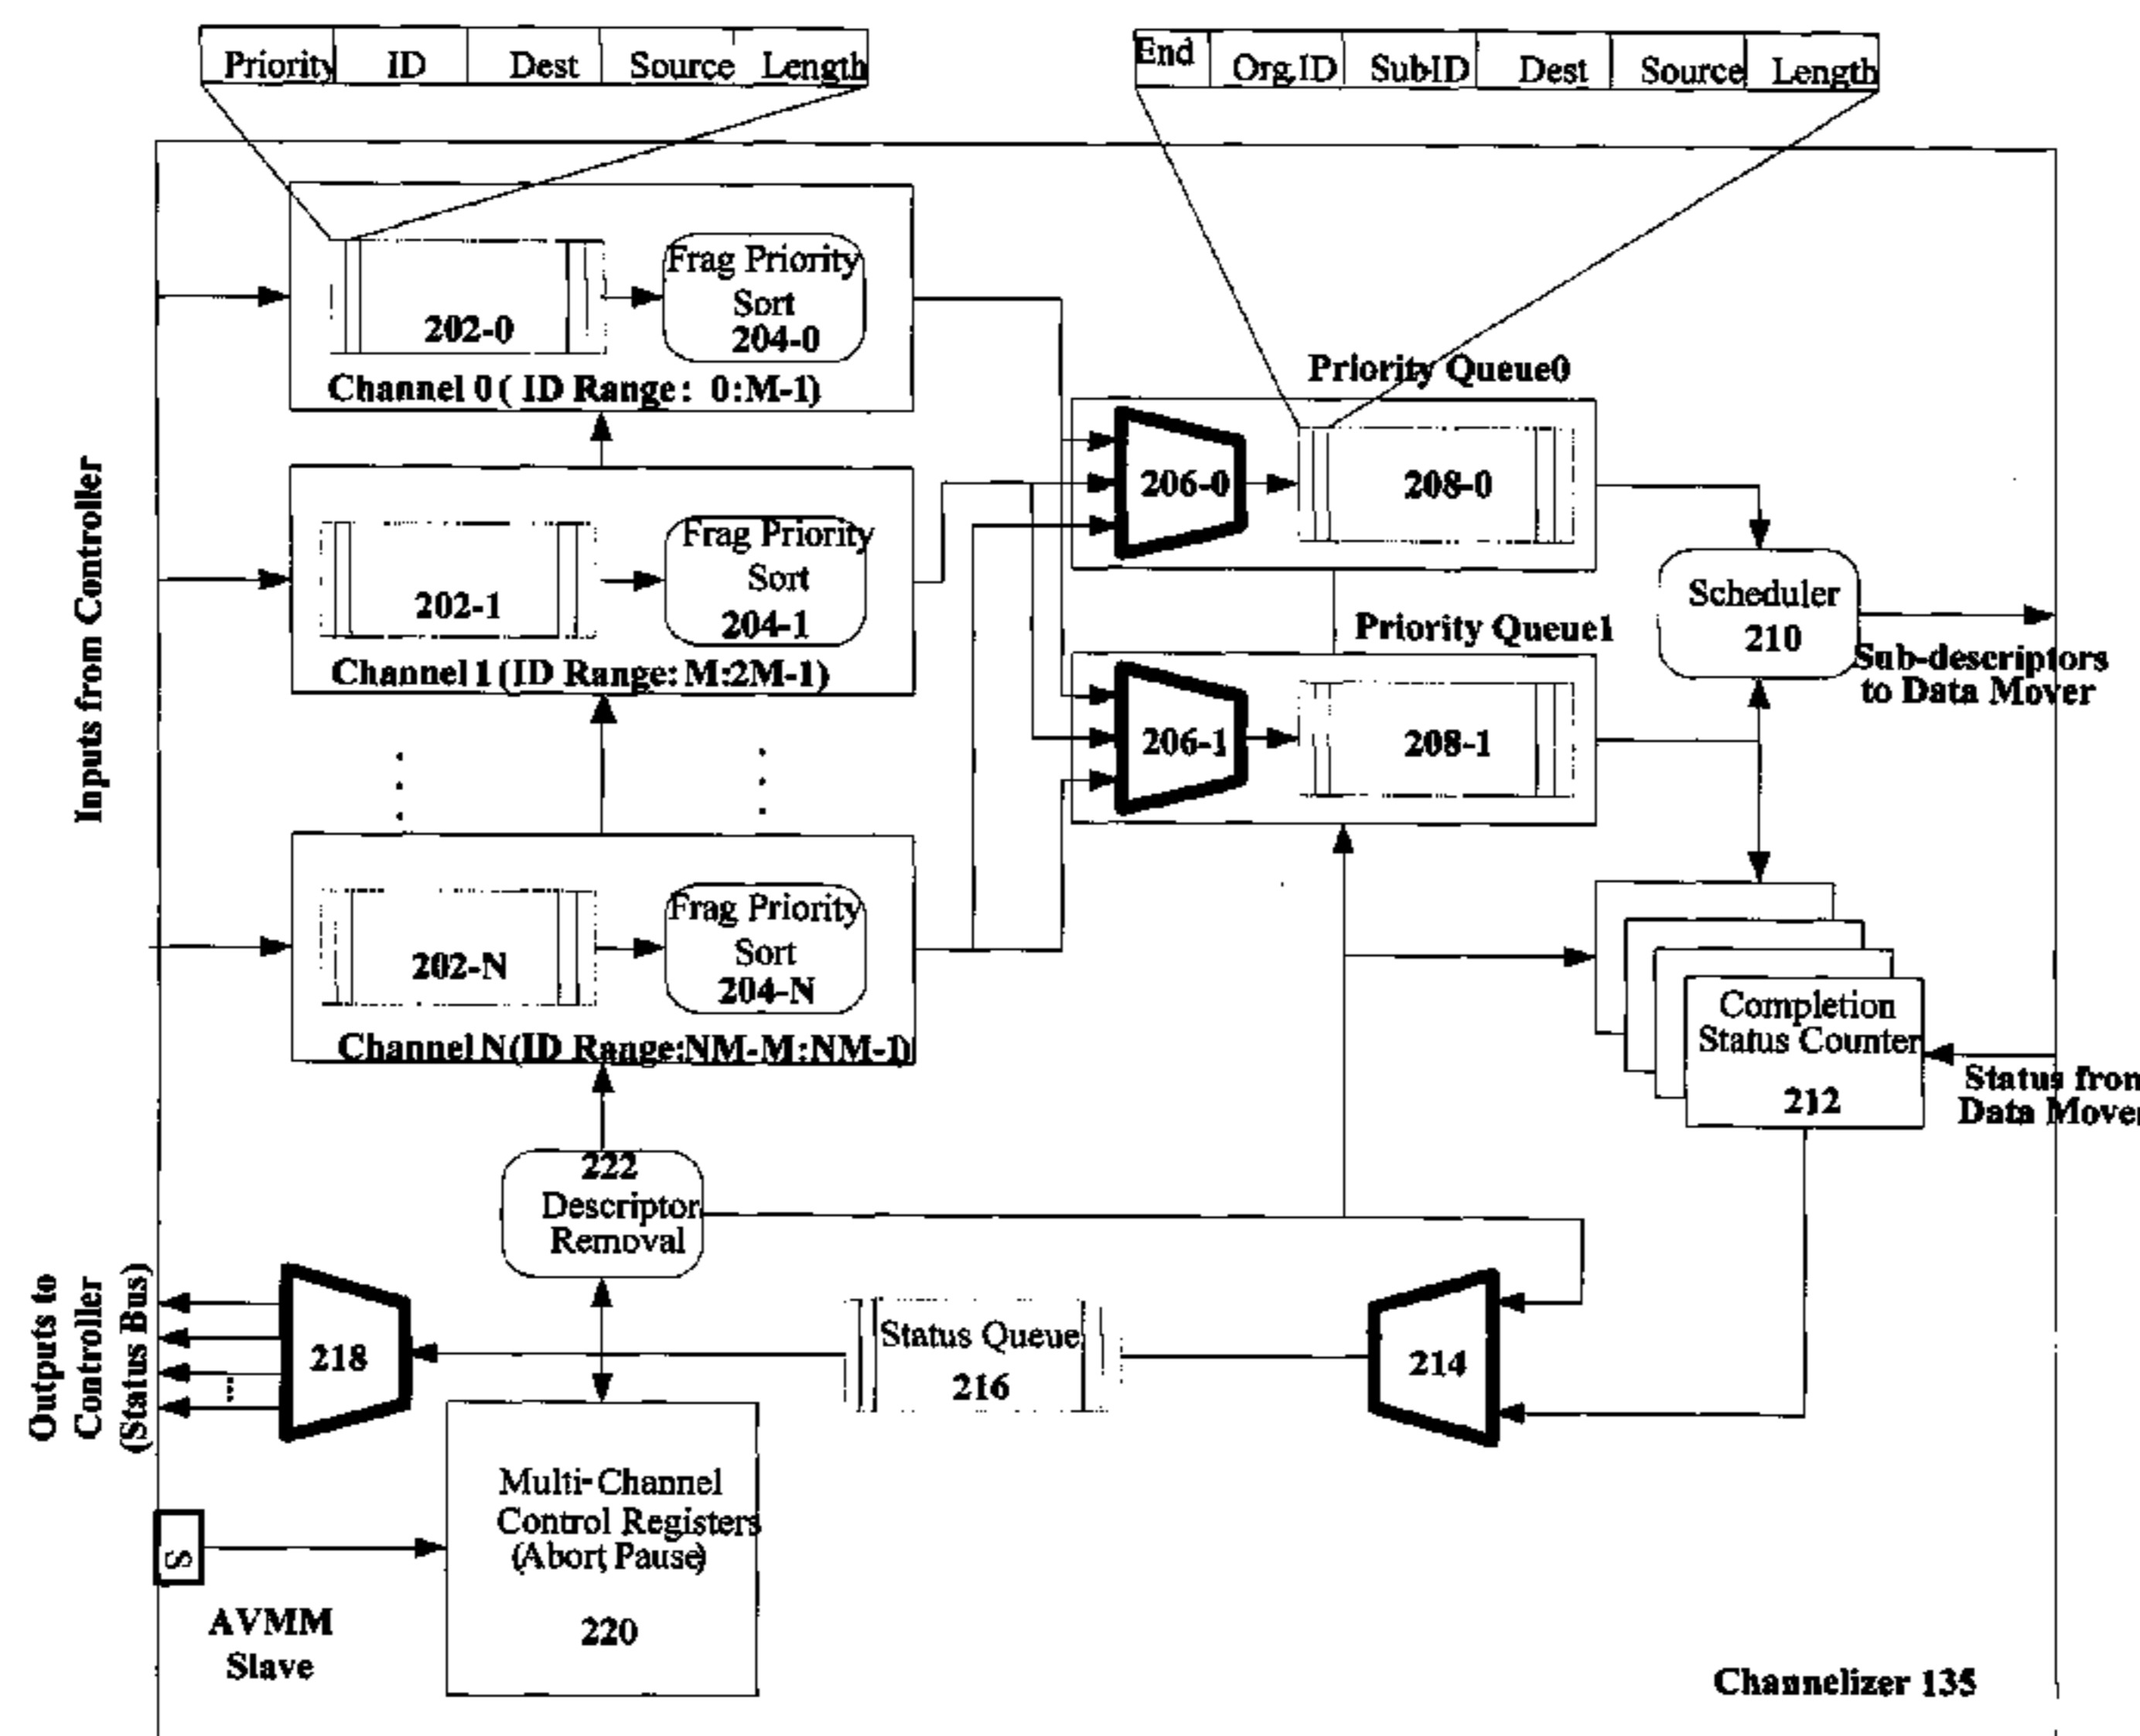 Priority ID Dest Source Length
End Org.ID SubID Dest Source Length
Inputs from Controller
Frag Priority
Sort
202-0
204-0
Channel 0 ( ID Range: 0:M-1)
Frag Priority
Sort
202-1
204-1
Channel 1 (ID Range: M:2M-1)
Frag Priority
Sort
202-N
204-N
Channel N(ID Range:NM-M:NM-1)
Priority Queue0
206-0
208-0
Priority Queue1
206-1
208-1
Scheduler
210
Sub-descriptors
to Data Mover
Completion
Status Counter
212
Status from
Data Mover
222
Descriptor
Removal
Outputs to
Controller
(Status Bus)
218
Status Queue
216
214
Multi-Channel
Control Registers
(Abort, Pause)
220
S
AVMM
Slave
Channelizer 135